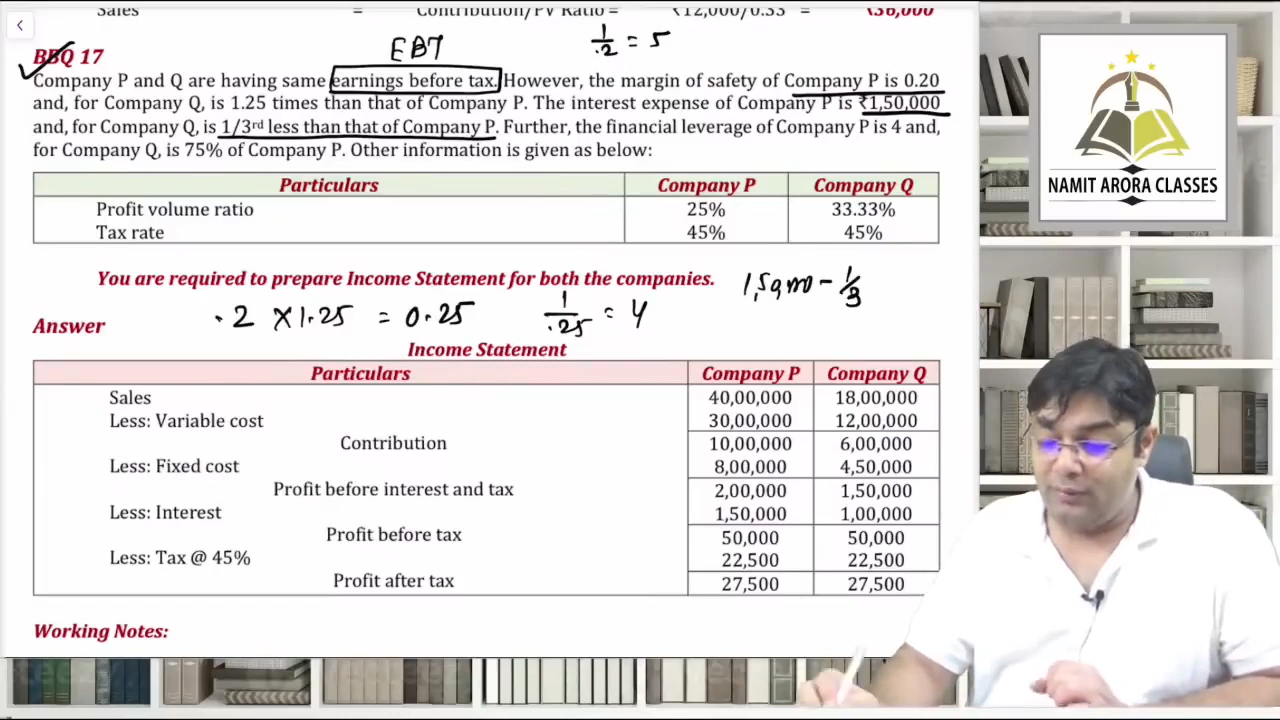 Sales = Contribution/PV Ratio = ₹12,000/0.33 = ₹36,000
EBT
1/.2 = 5
BBQ 17
Company P and Q are having same earnings before tax. However, the margin of safety of Company P is 0.20
and, for Company Q, is 1.25 times than that of Company P. The interest expense of Company P is ₹1,50,000
and, for Company Q, is 1/3rd less than that of Company P. Further, the financial leverage of Company P is 4 and,
for Company Q, is 75% of Company P. Other information is given as below:
Particulars Company P Company Q
Profit volume ratio 25% 33.33%
Tax rate 45% 45%
You are required to prepare Income Statement for both the companies.
1,50,000 - 1/3
.2 × 1.25 = 0.25 1/.25 = 4
Answer
Income Statement
Particulars Company P Company Q
Sales 40,00,000 18,00,000
Less: Variable cost 30,00,000 12,00,000
Contribution 10,00,000 6,00,000
Less: Fixed cost 8,00,000 4,50,000
Profit before interest and tax 2,00,000 1,50,000
Less: Interest 1,50,000 1,00,000
Profit before tax 50,000 50,000
Less: Tax @ 45% 22,500 22,500
Profit after tax 27,500 27,500
Working Notes:
NAMIT ARORA CLASSES